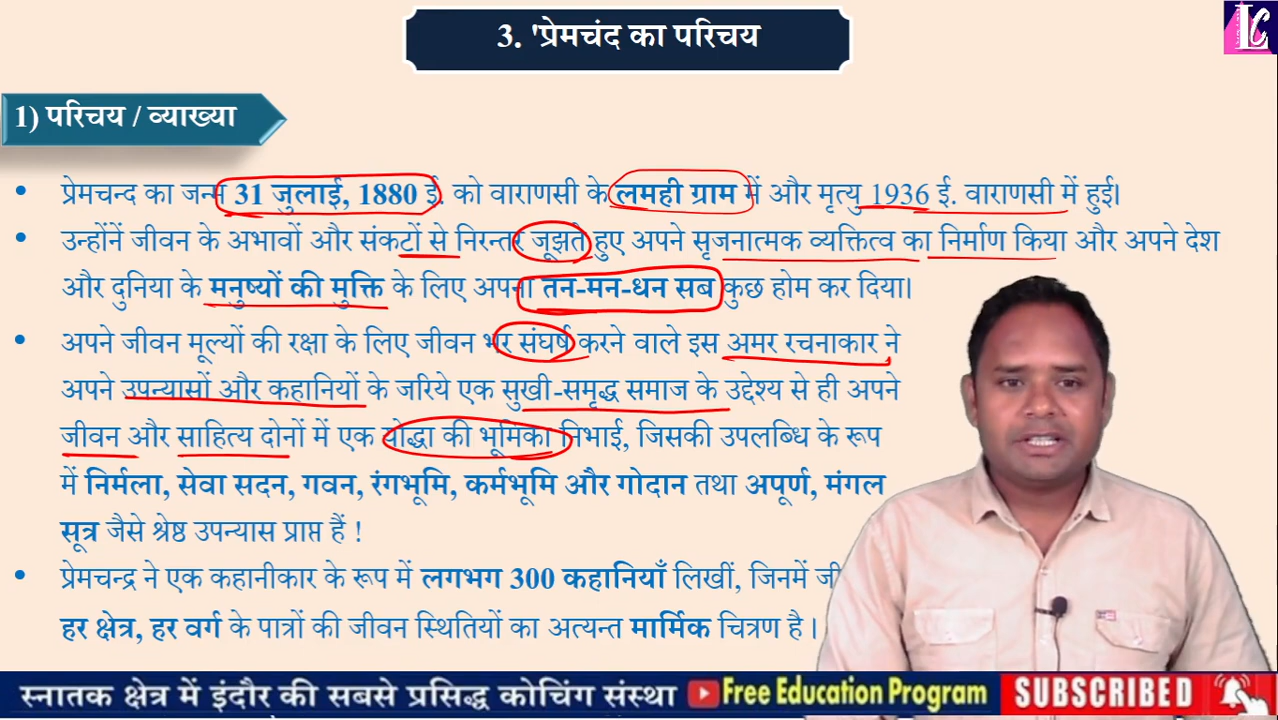 LC
3. 'प्रेमचंद का परिचय
1) परिचय / व्याख्या
• प्रेमचन्द का जन्म 31 जुलाई, 1880 ई. को वाराणसी के लमही ग्राम में और मृत्यु 1936 ई. वाराणसी में हुई।
• उन्होंनें जीवन के अभावों और संकटों से निरन्तर जूझते हुए अपने सृजनात्मक व्यक्तित्व का निर्माण किया और अपने देश
और दुनिया के मनुष्यों की मुक्ति के लिए अपना तन-मन-धन सब कुछ होम कर दिया।
• अपने जीवन मूल्यों की रक्षा के लिए जीवन भर संघर्ष करने वाले इस अमर रचनाकार ने
अपने उपन्यासों और कहानियों के जरिये एक सुखी-समृद्ध समाज के उद्देश्य से ही अपने
जीवन और साहित्य दोनों में एक योद्धा की भूमिका निभाई, जिसकी उपलब्धि के रूप
में निर्मला, सेवा सदन, गवन, रंगभूमि, कर्मभूमि और गोदान तथा अपूर्ण, मंगल
सूत्र जैसे श्रेष्ठ उपन्यास प्राप्त हैं !
• प्रेमचन्द्र ने एक कहानीकार के रूप में लगभग 300 कहानियाँ लिखीं, जिनमें
हर क्षेत्र, हर वर्ग के पात्रों की जीवन स्थितियों का अत्यन्त मार्मिक चित्रण है।
स्नातक क्षेत्र में इंदौर की सबसे प्रसिद्ध कोचिंग संस्था Free Education Program SUBSCRIBED